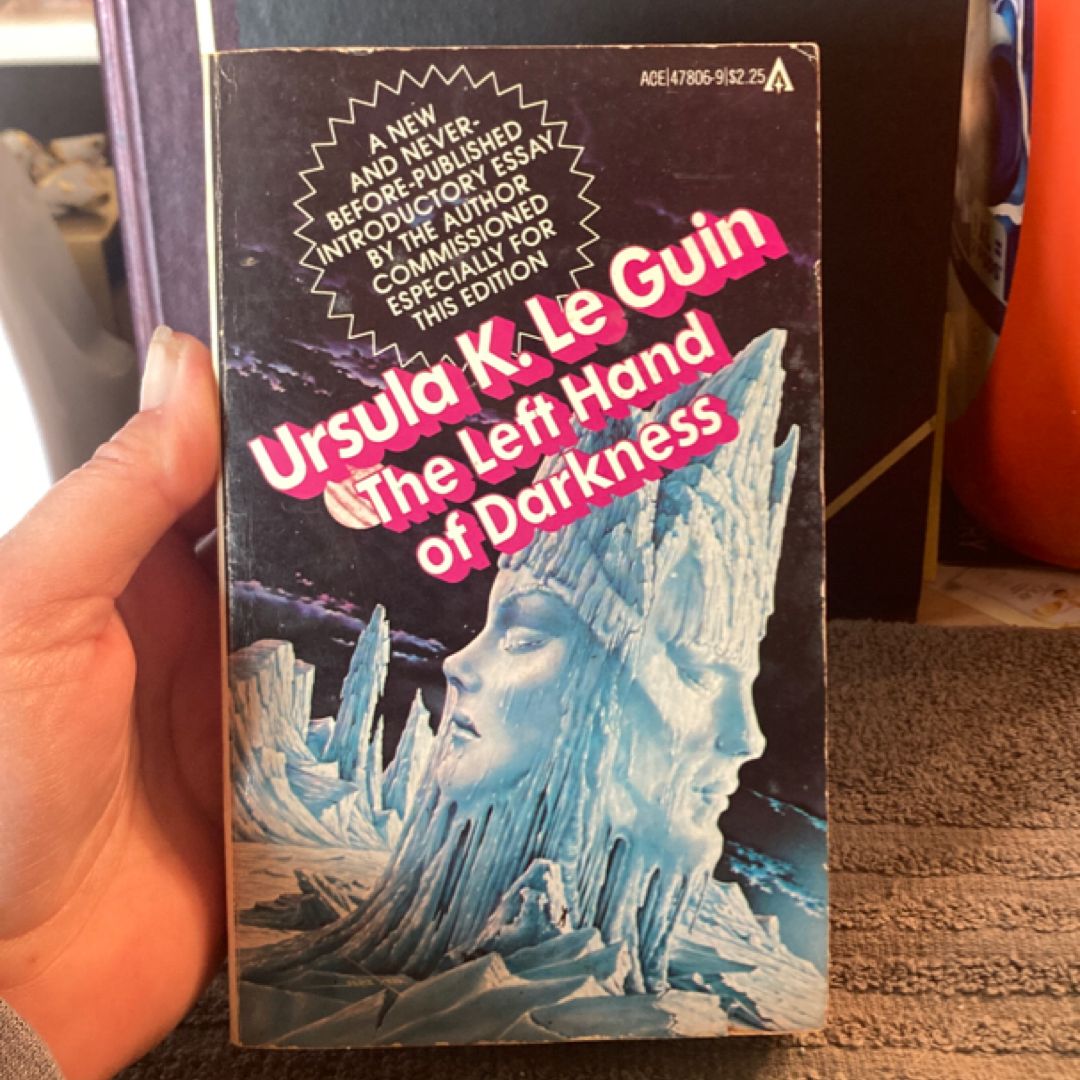 ACE|47806-9|$2.25
A NEW
AND NEVER-
BEFORE-PUBLISHED
INTRODUCTORY ESSAY
BY THE AUTHOR
COMMISSIONED
ESPECIALLY FOR
THIS EDITION
Ursula K. Le Guin
The Left Hand
of Darkness